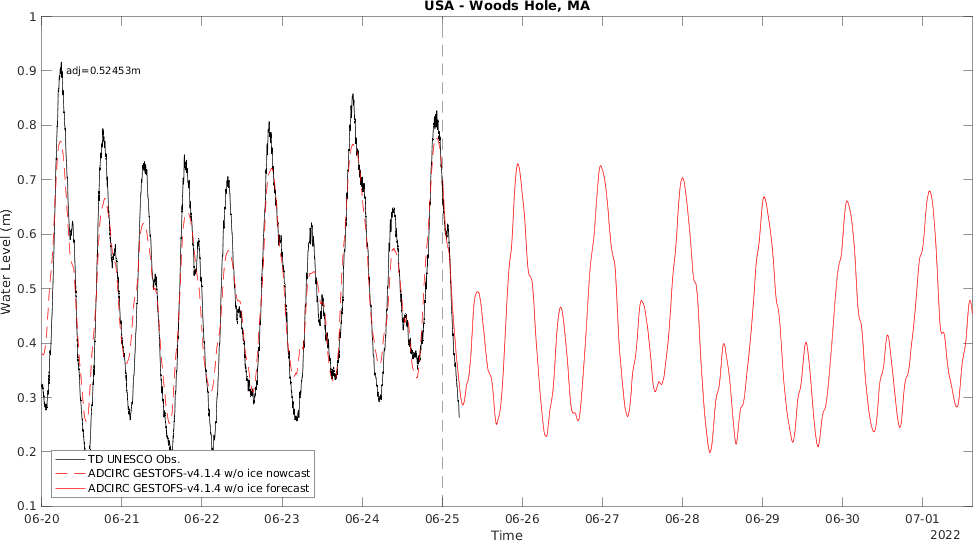 USA - Woods Hole, MA
1
0.9
0.8
0.7
0.6
0.5
0.4
0.3
0.2
0.1
Water Level (m)
adj=0.52453m
TD UNESCO Obs.
ADCIRC GESTOFS-v4.1.4 w/o ice nowcast
ADCIRC GESTOFS-v4.1.4 w/o ice forecast
06-20 06-21 06-22 06-23 06-24 06-25 06-26 06-27 06-28 06-29 06-30 07-01
2022
Time